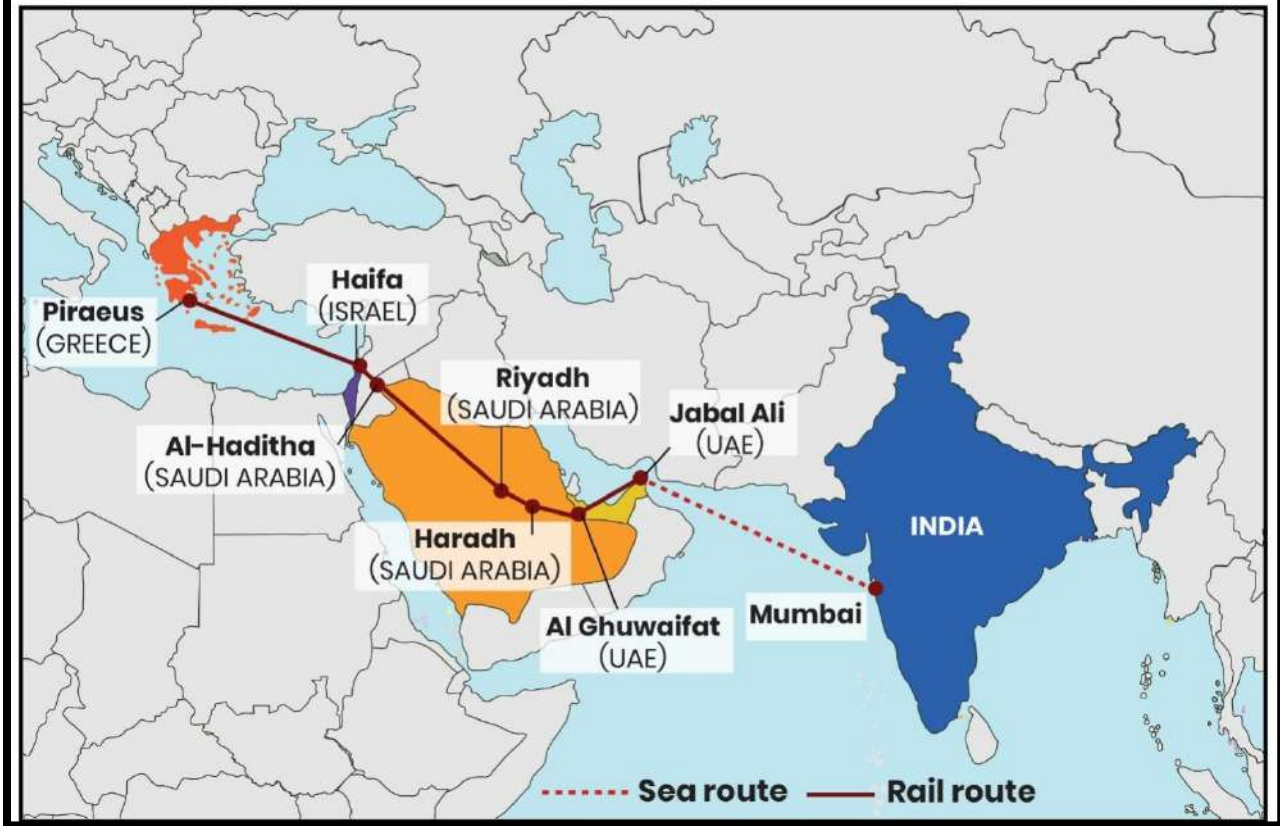 Haifa
(ISRAEL)
Piraeus
(GREECE)
Riyadh
(SAUDI ARABIA)
Jabal Ali
(UAE)
Al-Haditha
(SAUDI ARABIA)
INDIA
Haradh
(SAUDI ARABIA)
Al Ghuwaifat
(UAE)
Mumbai
Sea route
Rail route